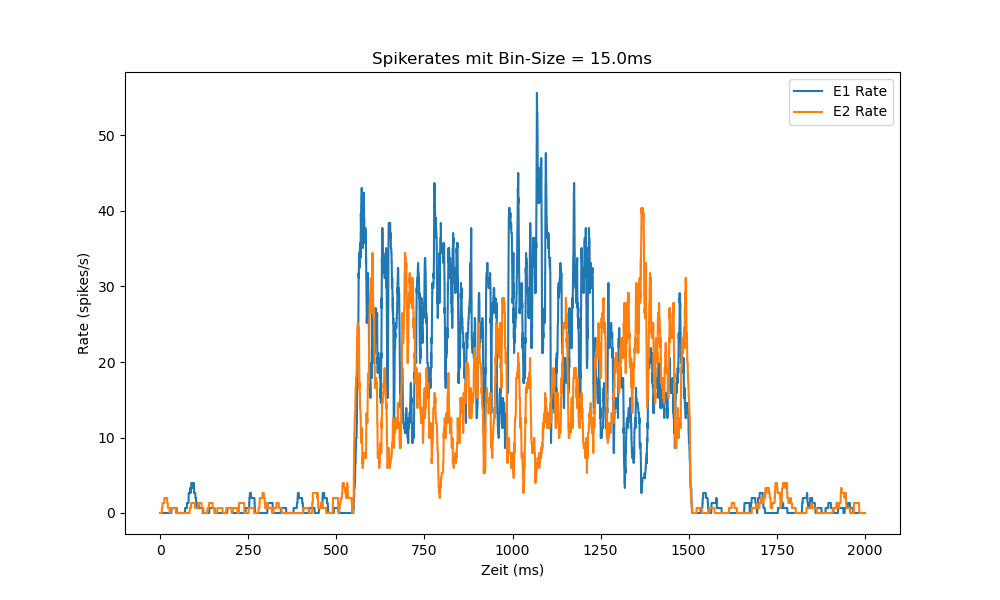 Spikerates mit Bin-Size = 15.0ms
E1 Rate
E2 Rate
Rate (spikes/s)
50
40
30
20
10
0
0 250 500 750 1000 1250 1500 1750 2000
Zeit (ms)